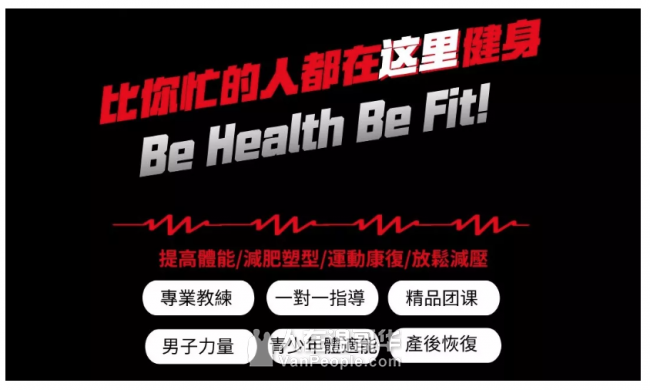 比你忙的人都在这里健身
Be Health Be Fit!
提高體能/減肥塑型/運動康復/放鬆減壓
專業教練 一對一指導 精品团课
男子力量 青少年體適能 產後恢復
VanPeople.com